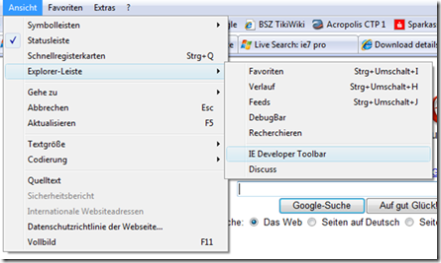 Ansicht Favoriten Extras ?
Symbolleisten
Statusleiste
Schnellregisterkarten Strg+Q
Explorer-Leiste
Gehe zu
Abbrechen Esc
Aktualisieren F5
Textgröße
Codierung
Quelltext
Sicherheitsbericht
Internationale Websiteadressen
Datenschutzrichtlinie der Webseite...
Vollbild F11
gle BSZ TikiWiki Acropolis CTP 1 Sparkas
Live Search: ie7 pro Download details
Favoriten Strg+Umschalt+I
Verlauf Strg+Umschalt+H
Feeds Strg+Umschalt+J
DebugBar
Recherchieren
IE Developer Toolbar
Discuss
Google-Suche Auf gut Glück!
che: Das Web Seiten auf Deutsch Seite